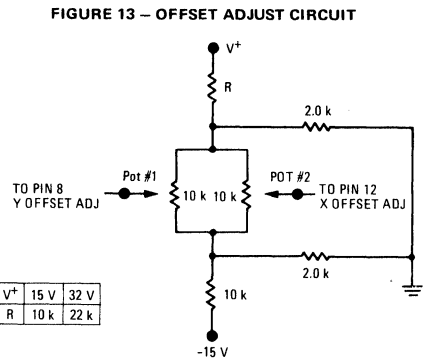 FIGURE 13 – OFFSET ADJUST CIRCUIT
V+
R
2.0 k
Pot #1
POT #2
TO PIN 8
Y OFFSET ADJ
10 k
10 k
TO PIN 12
X OFFSET ADJ
2.0 k
10 k
V+ 15 V 32 V
R 10 k 22 k
-15 V